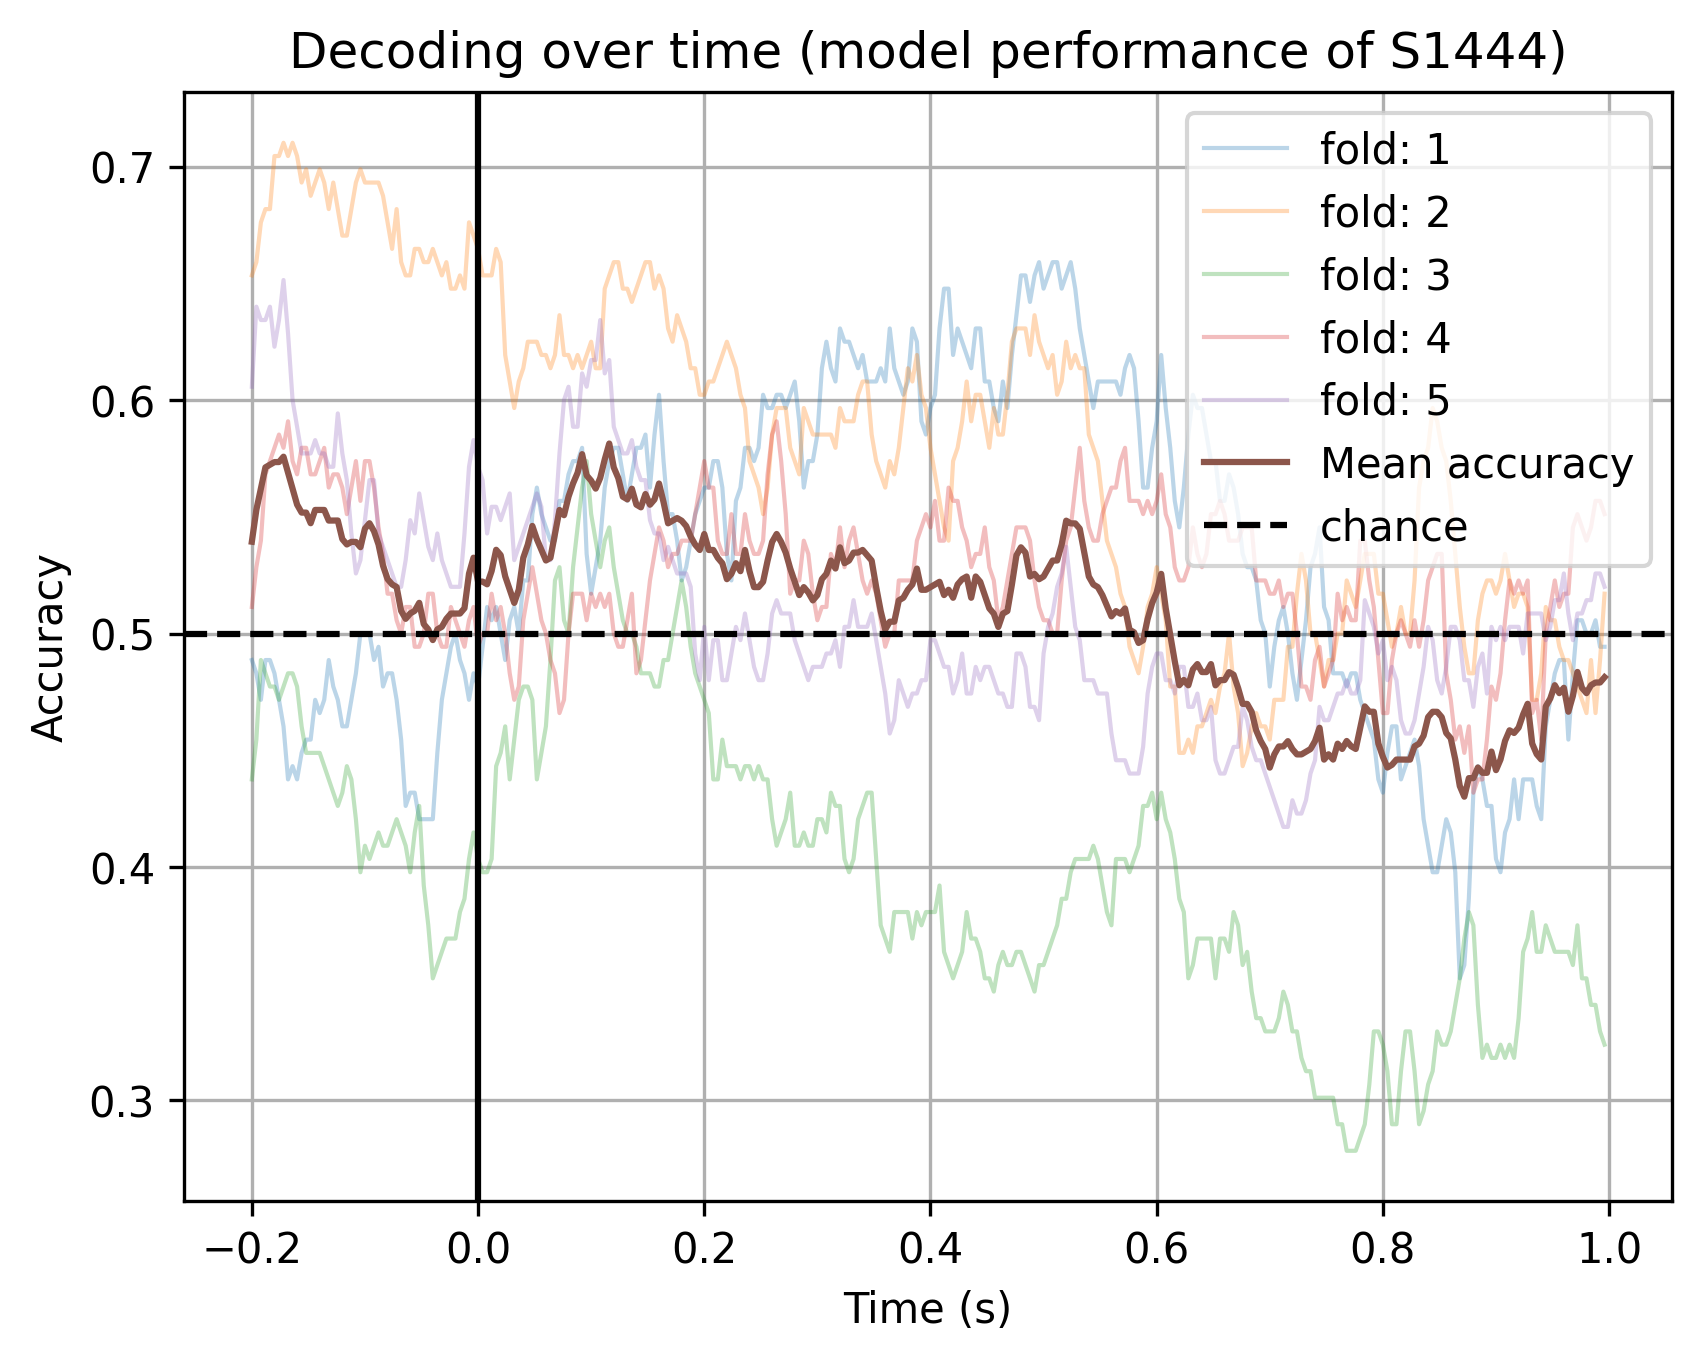 Decoding over time (model performance of S1444)
fold: 1
fold: 2
fold: 3
fold: 4
fold: 5
Mean accuracy
chance
Accuracy
0.7
0.6
0.5
0.4
0.3
−0.2 0.0 0.2 0.4 0.6 0.8 1.0
Time (s)